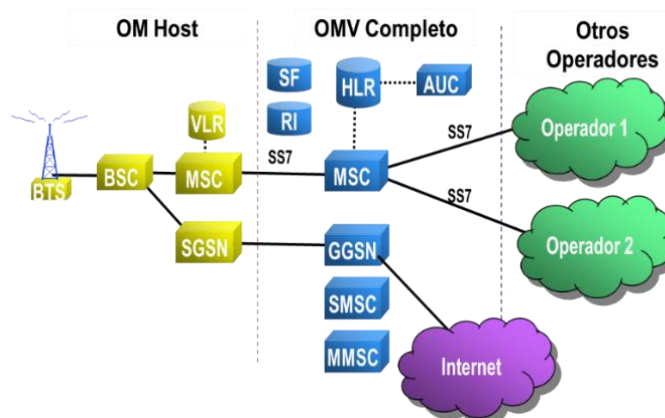 OM Host
OMV Completo
Otros
Operadores
SF
HLR
AUC
RI
VLR
SS7
Operador 1
BTS
BSC
MSC
SS7
MSC
SS7
SGSN
GGSN
Operador 2
SMSC
MMSC
Internet